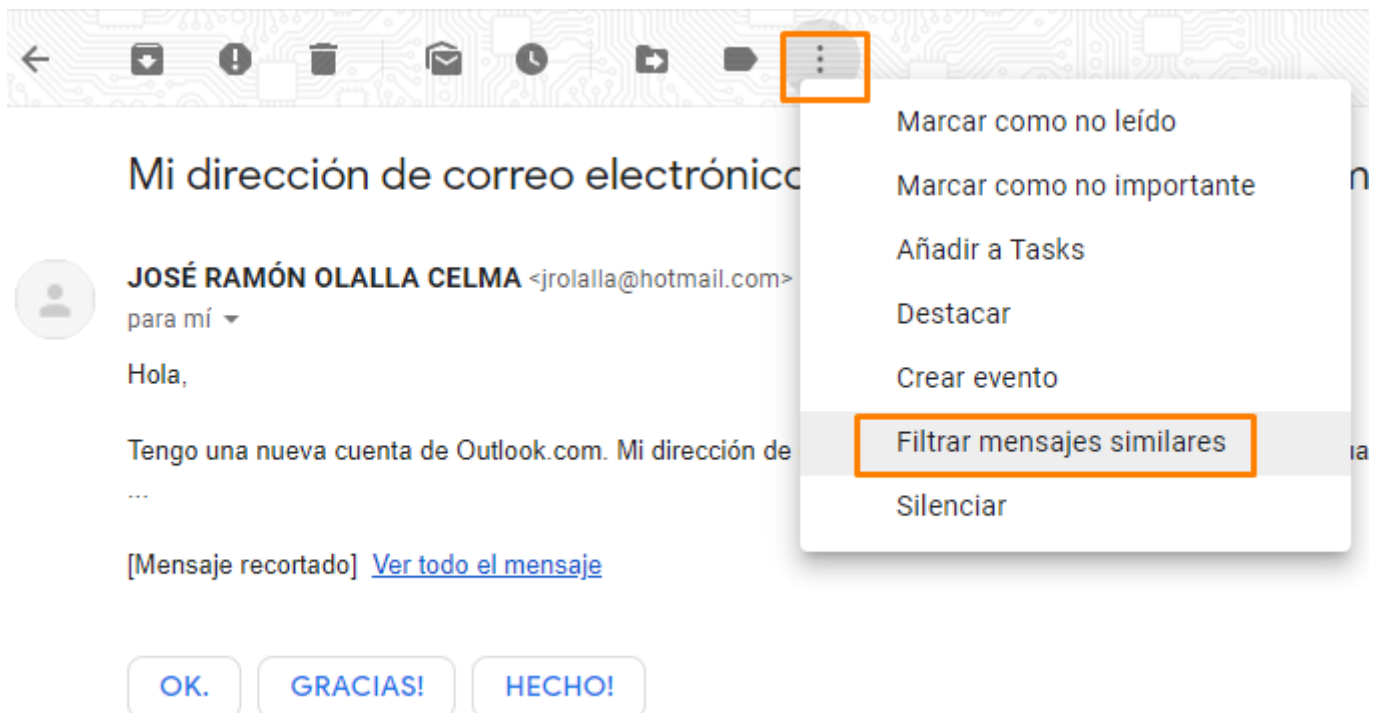 Marcar como no leído
Mi dirección de correo electrónico
Marcar como no importante
Añadir a Tasks
JOSÉ RAMÓN OLALLA CELMA <jrolalla@hotmail.com>
Destacar
para mí
Hola,
Crear evento
Tengo una nueva cuenta de Outlook.com. Mi dirección de
Filtrar mensajes similares
...
Silenciar
[Mensaje recortado] Ver todo el mensaje
OK. GRACIAS! HECHO!